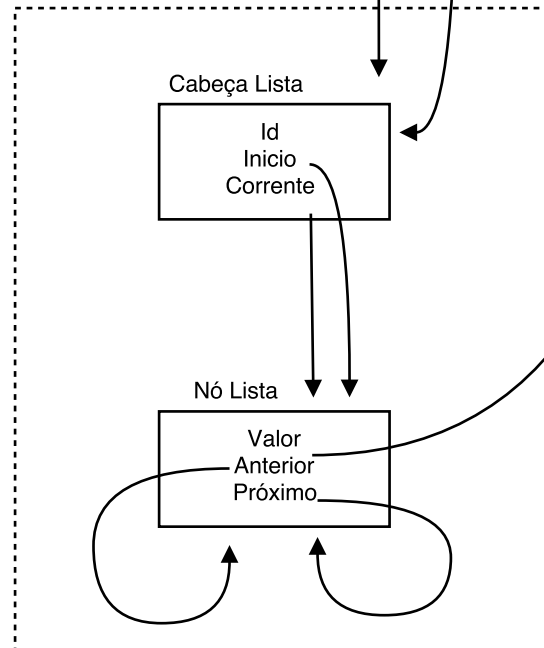 Cabeça Lista
Id
Inicio
Corrente
Nó Lista
Valor
Anterior
Próximo